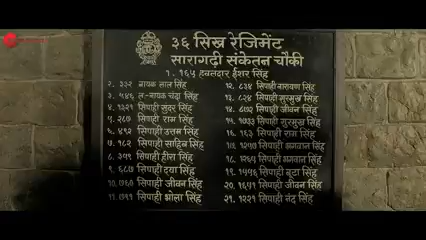 ३६ सिख रेजिमेंट
सारागढ़ी संकेतन चौकी
१. १६५ हवलदार ईशर सिंह
२. ३३२ नायक लाल सिंह
३. ५४६ ल-नायक चंदा सिंह
४. १३२१ सिपाही सुंदर सिंह
५. २८७ सिपाही राम सिंह
६. ४९२ सिपाही उत्तम सिंह
७. १८२ सिपाही साहिब सिंह
८. ३५९ सिपाही हीरा सिंह
९. ६८७ सिपाही दया सिंह
१०. ७६० सिपाही जीवन सिंह
११. ७९१ सिपाही भोला सिंह
१२. ८३४ सिपाही नारायण सिंह
१३. ८१४ सिपाही गुरमुख सिंह
१४. ८७२ सिपाही जीवन सिंह
१५. १७३३ सिपाही गुरमुख सिंह
१६. १६३ सिपाही राम सिंह
१७. १२५७ सिपाही भगवान सिंह
१८. १२६५ सिपाही भगवान सिंह
१९. १५५६ सिपाही बूटा सिंह
२०. १६५१ सिपाही जीवन सिंह
२१. १२२१ सिपाही नंद सिंह